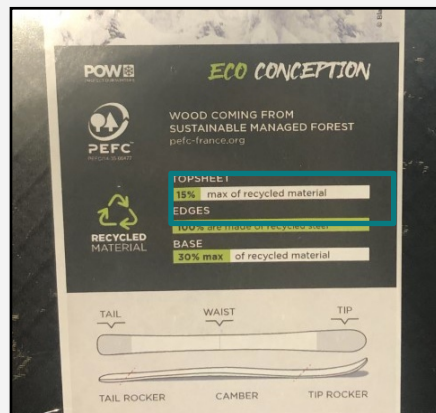 POW
ECO CONCEPTION
WOOD COMING FROM
SUSTAINABLE MANAGED FOREST
pefc-france.org
PEFC
TOPSHEET
15% max of recycled material
EDGES
100% are made of recycled steel
BASE
30% max of recycled material
RECYCLED
MATERIAL
TAIL WAIST TIP
TAIL ROCKER CAMBER TIP ROCKER